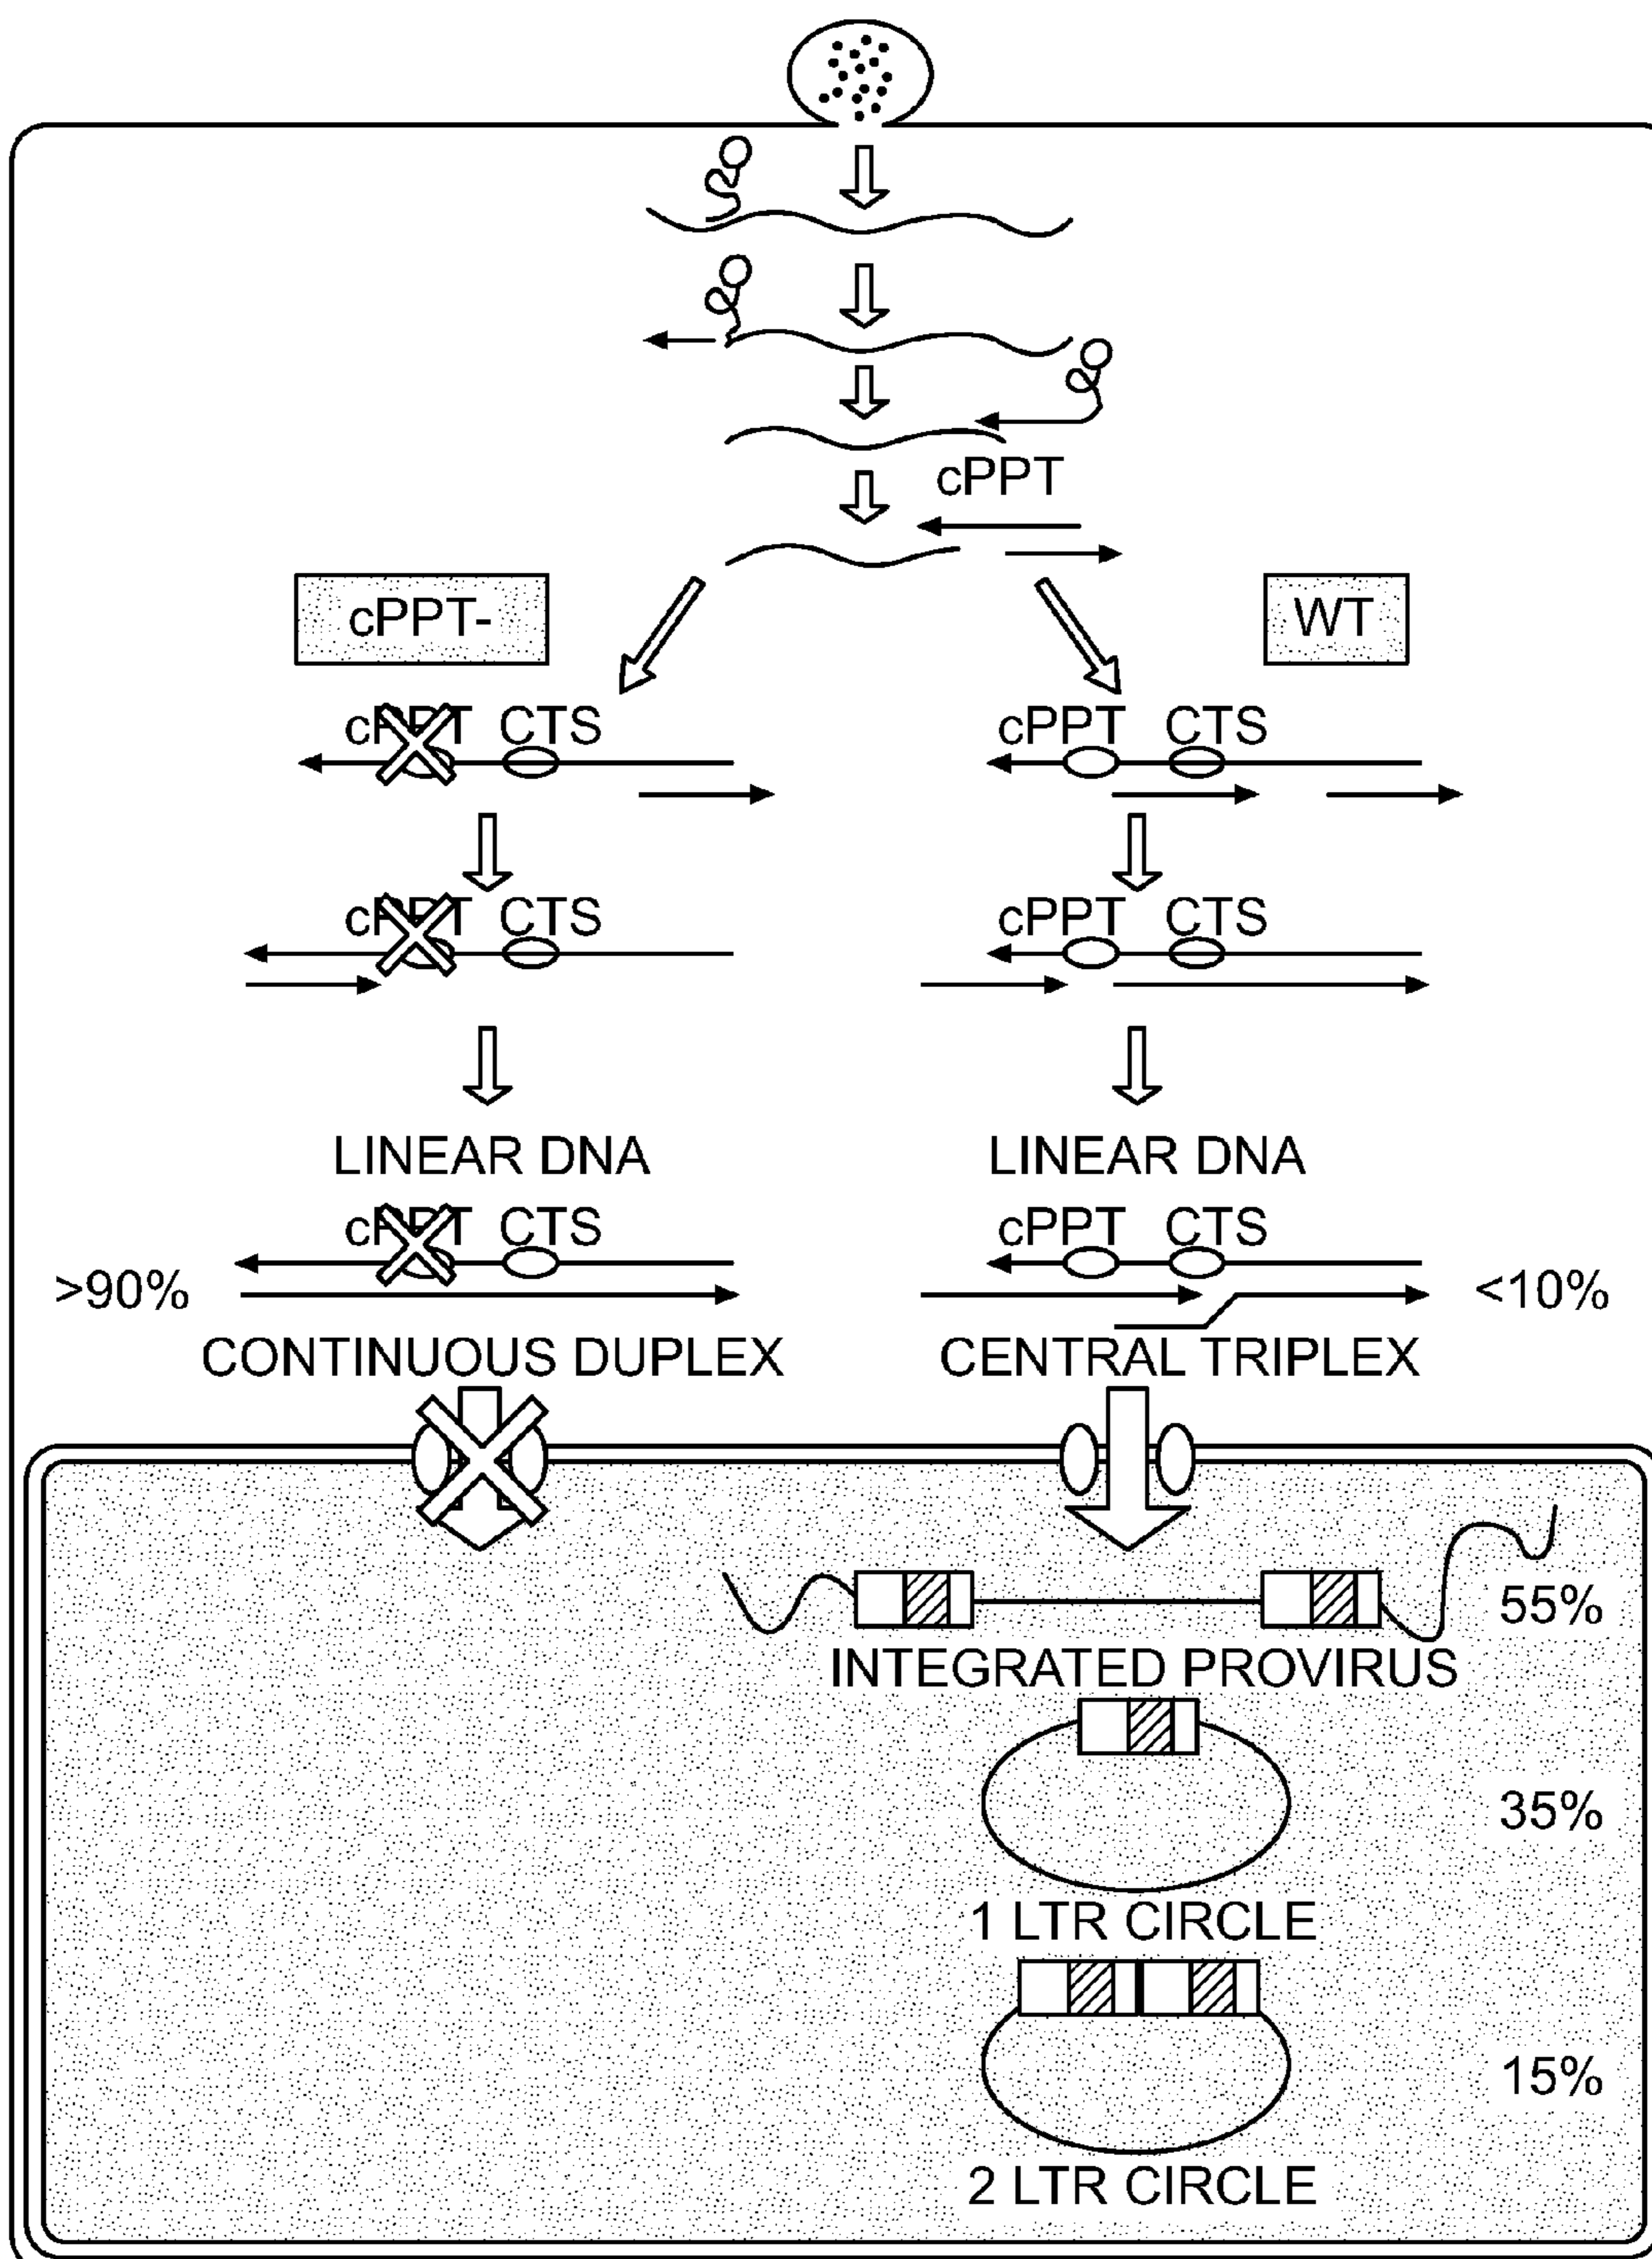 cPPT
cPPT-
WT
cPPT CTS
cPPT CTS
cPPT CTS
cPPT CTS
LINEAR DNA
LINEAR DNA
cPPT CTS
cPPT CTS
>90%
<10%
CONTINUOUS DUPLEX
CENTRAL TRIPLEX
55%
INTEGRATED PROVIRUS
35%
1 LTR CIRCLE
15%
2 LTR CIRCLE